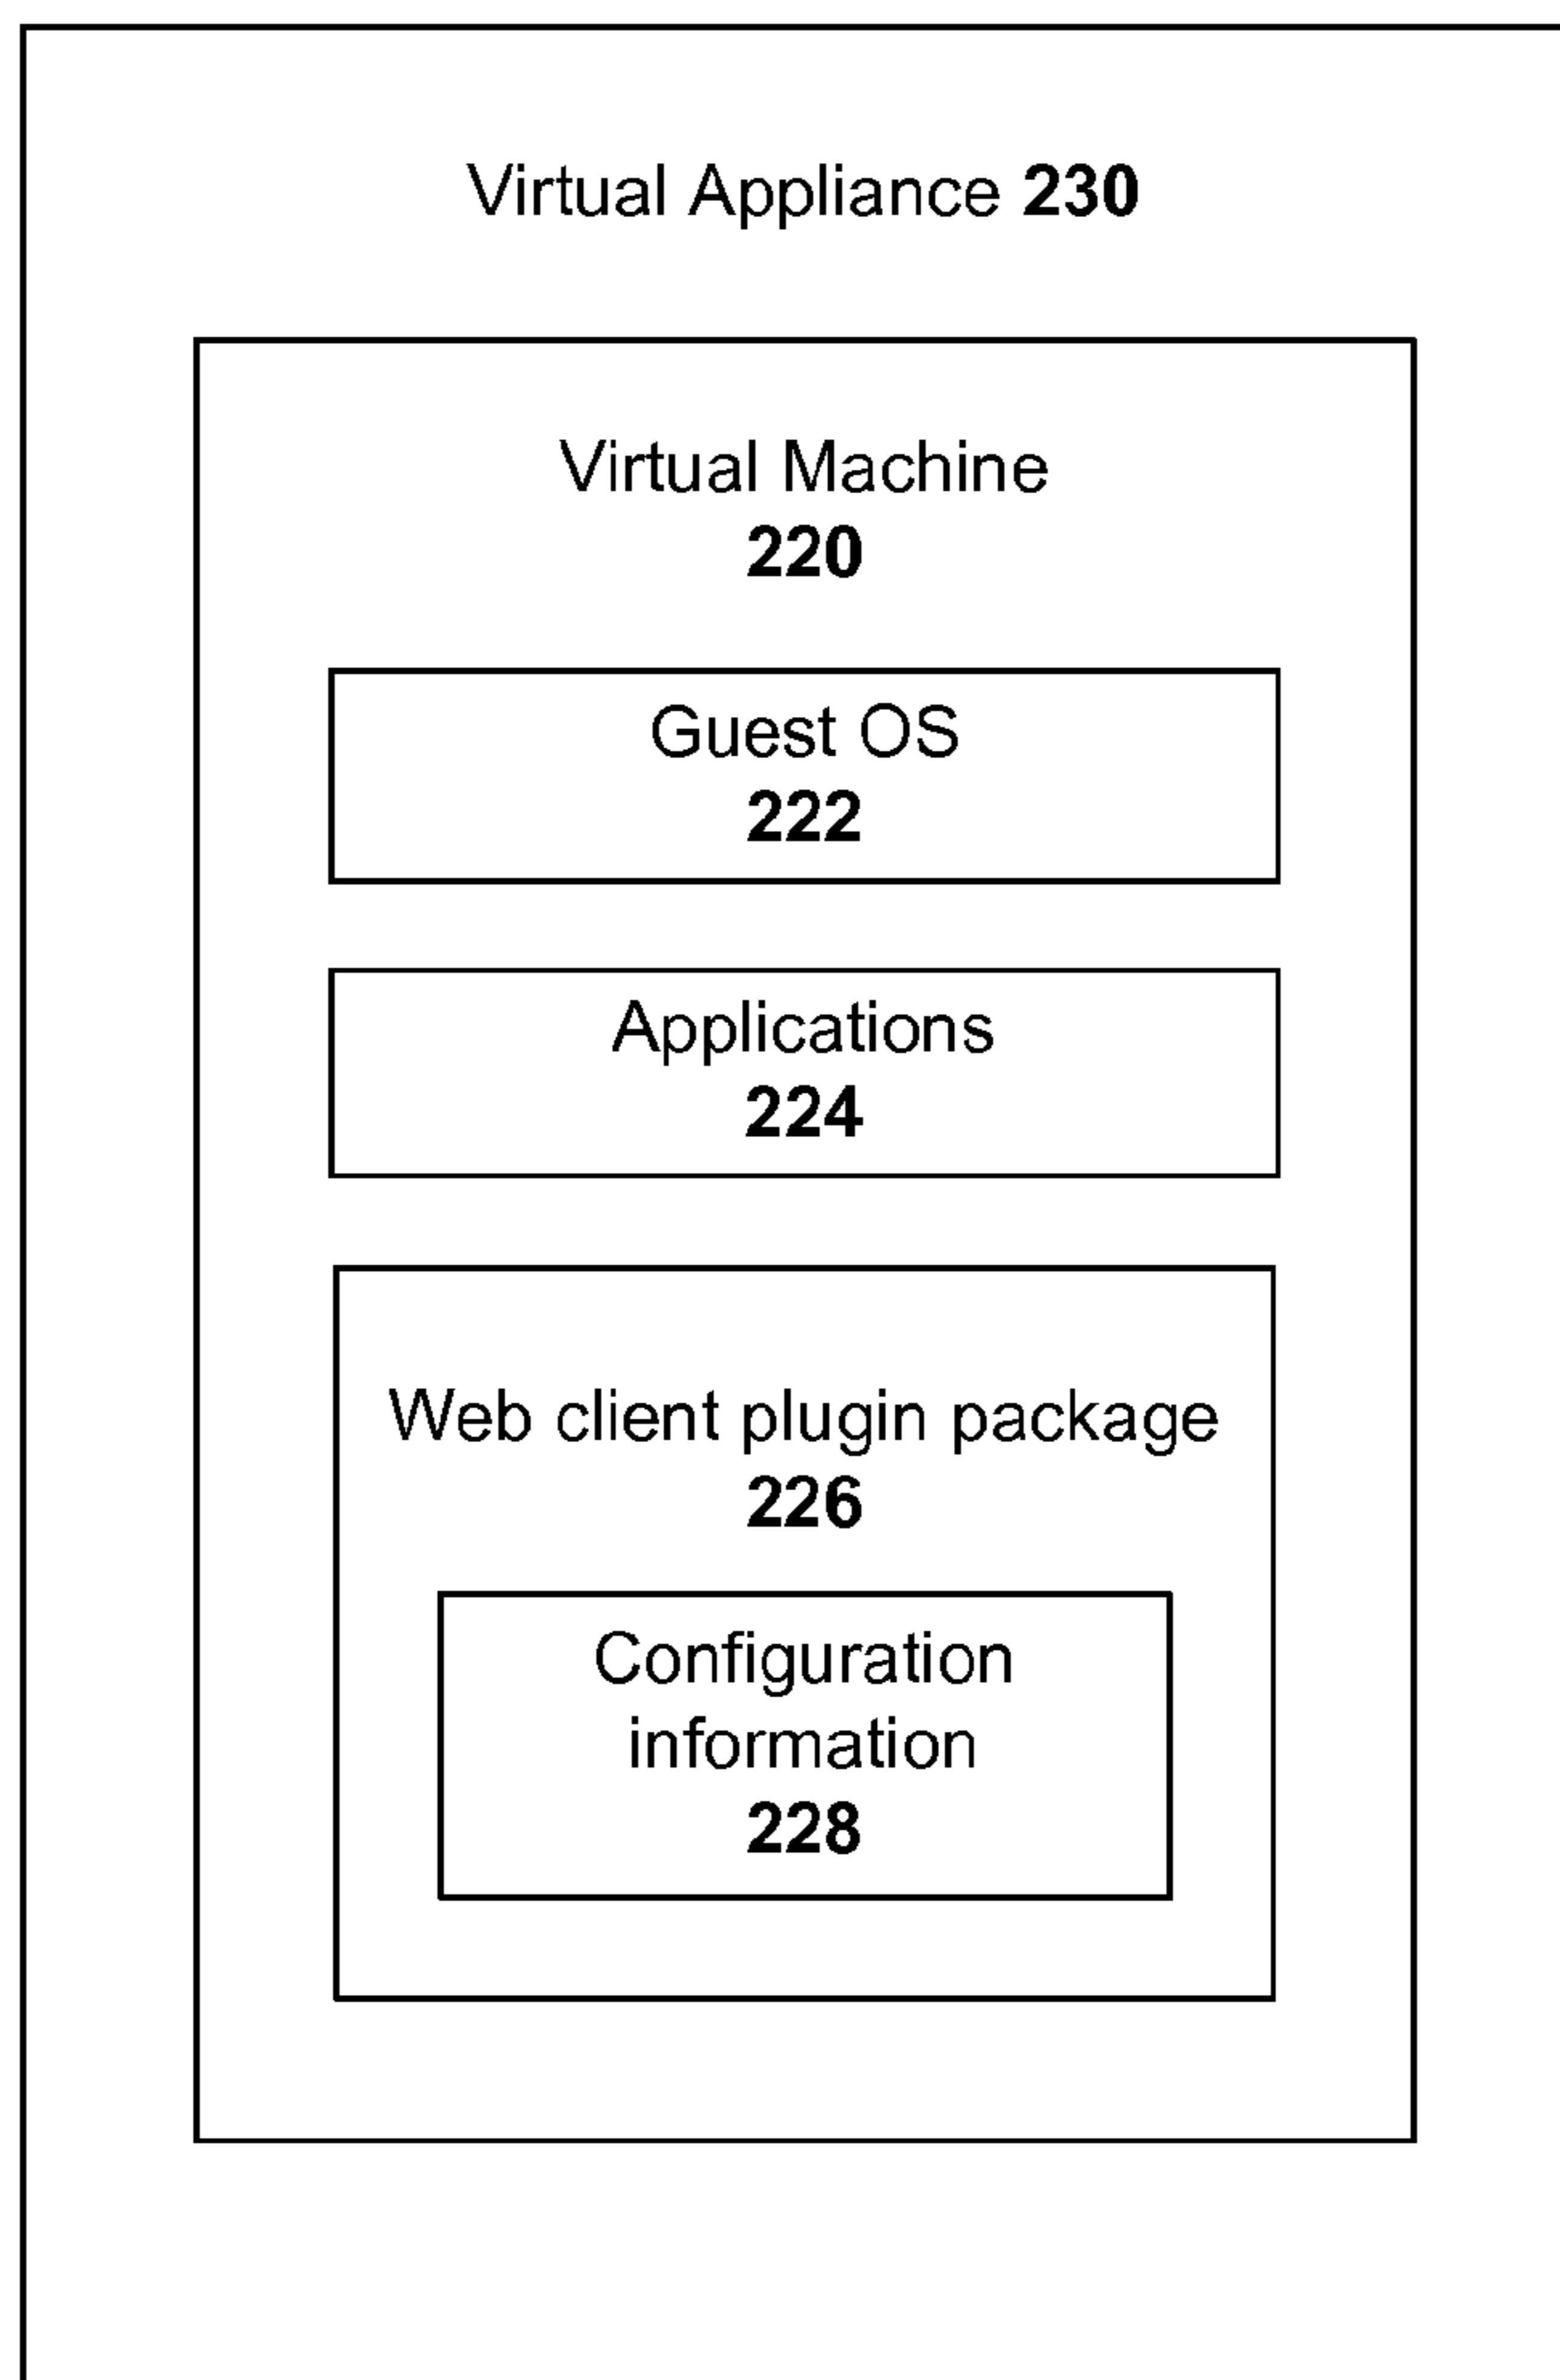 Virtual Appliance 230
Virtual Machine
220
Guest OS
222
Applications
224
Web client plugin package
226
Configuration
information
228